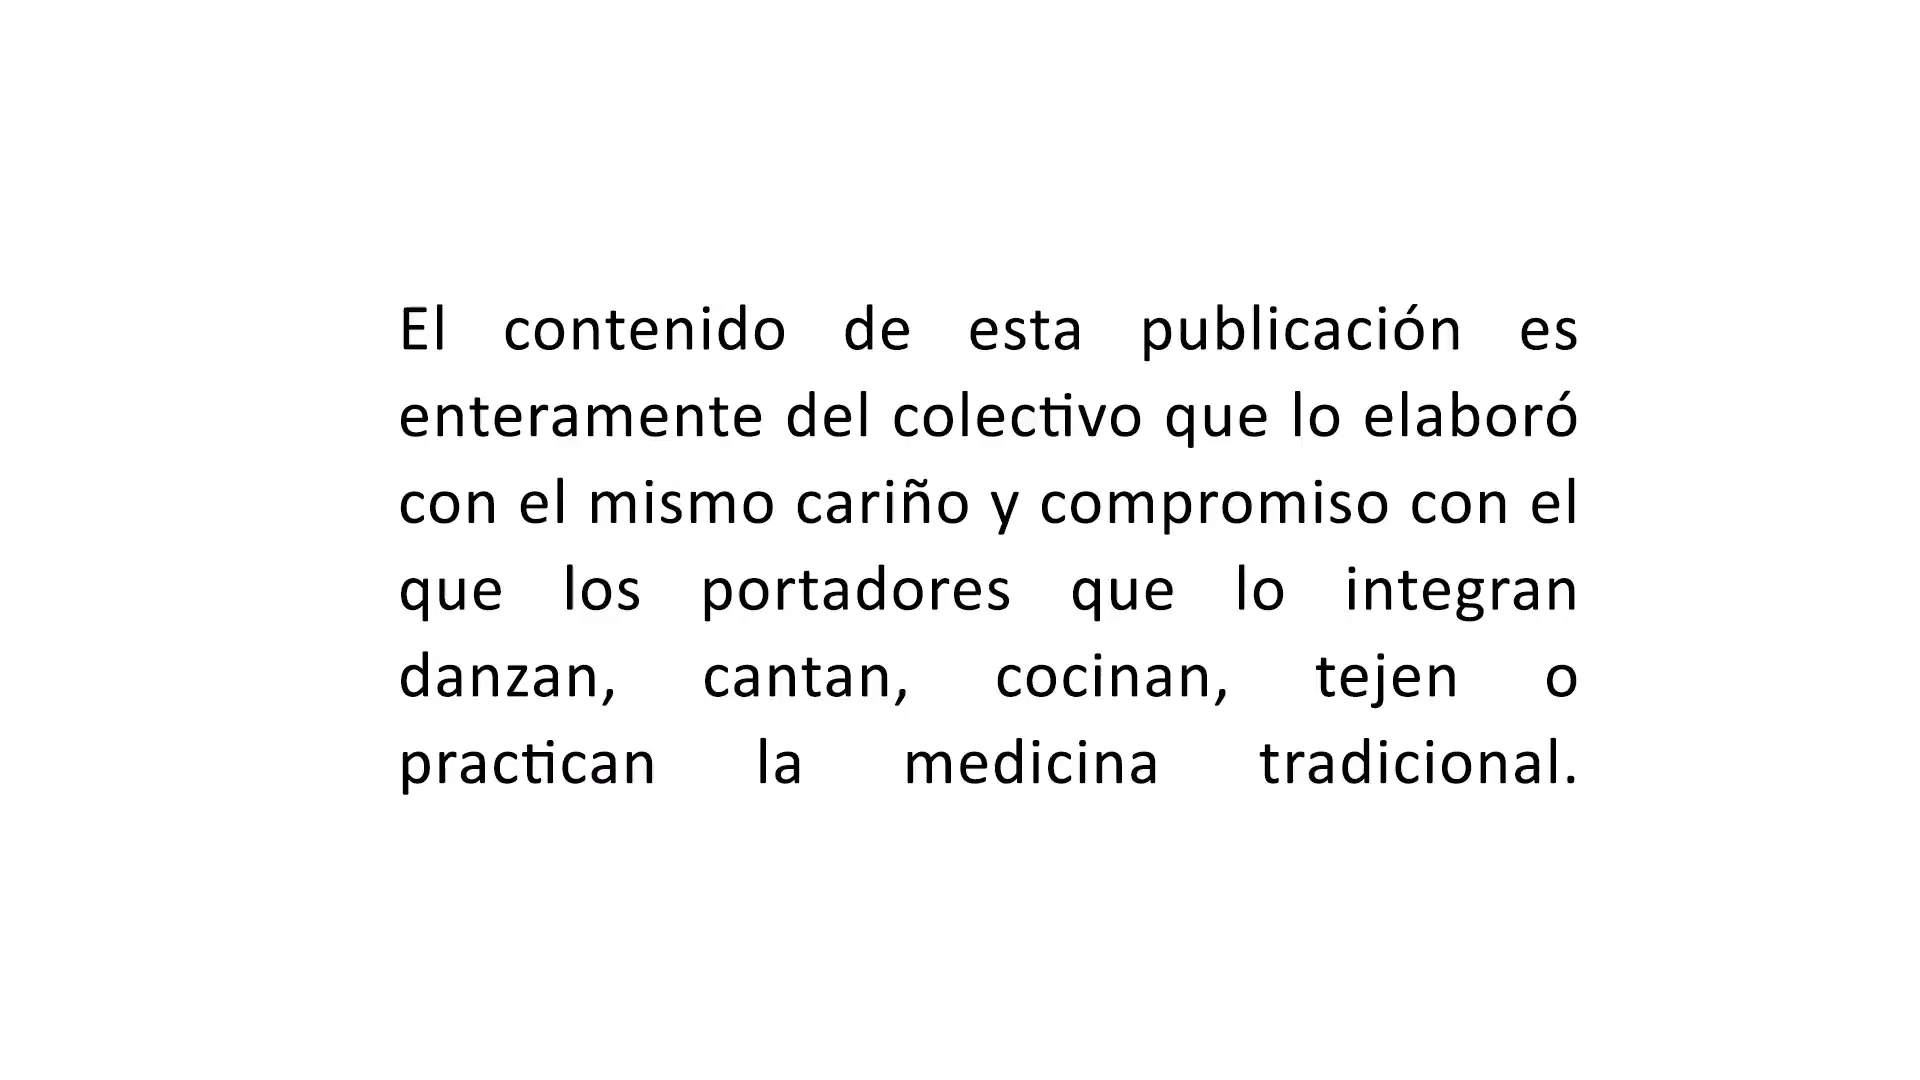 El contenido de esta publicación es
enteramente del colectivo que lo elaboró
con el mismo cariño y compromiso con el
que los portadores que lo integran
danzan, cantan, cocinan, tejen o
practican la medicina tradicional.